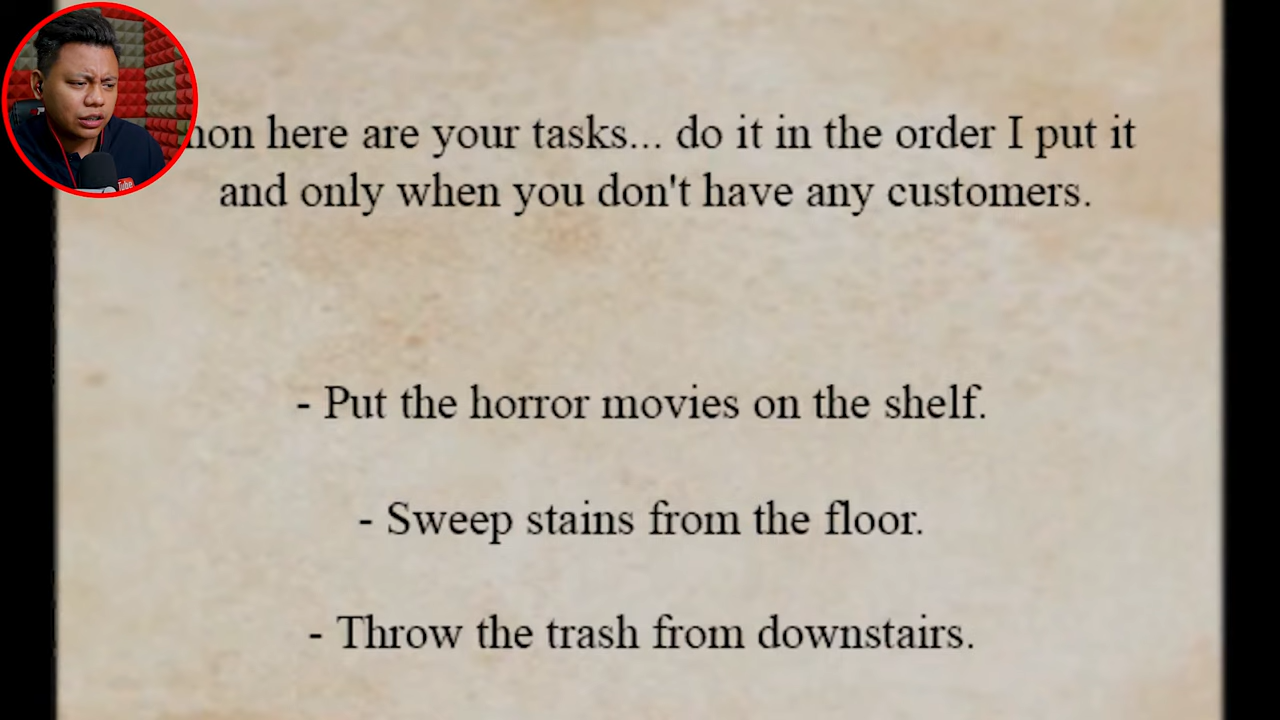 here are your tasks... do it in the order I put it
and only when you don't have any customers.
- Put the horror movies on the shelf.
- Sweep stains from the floor.
- Throw the trash from downstairs.
Tube